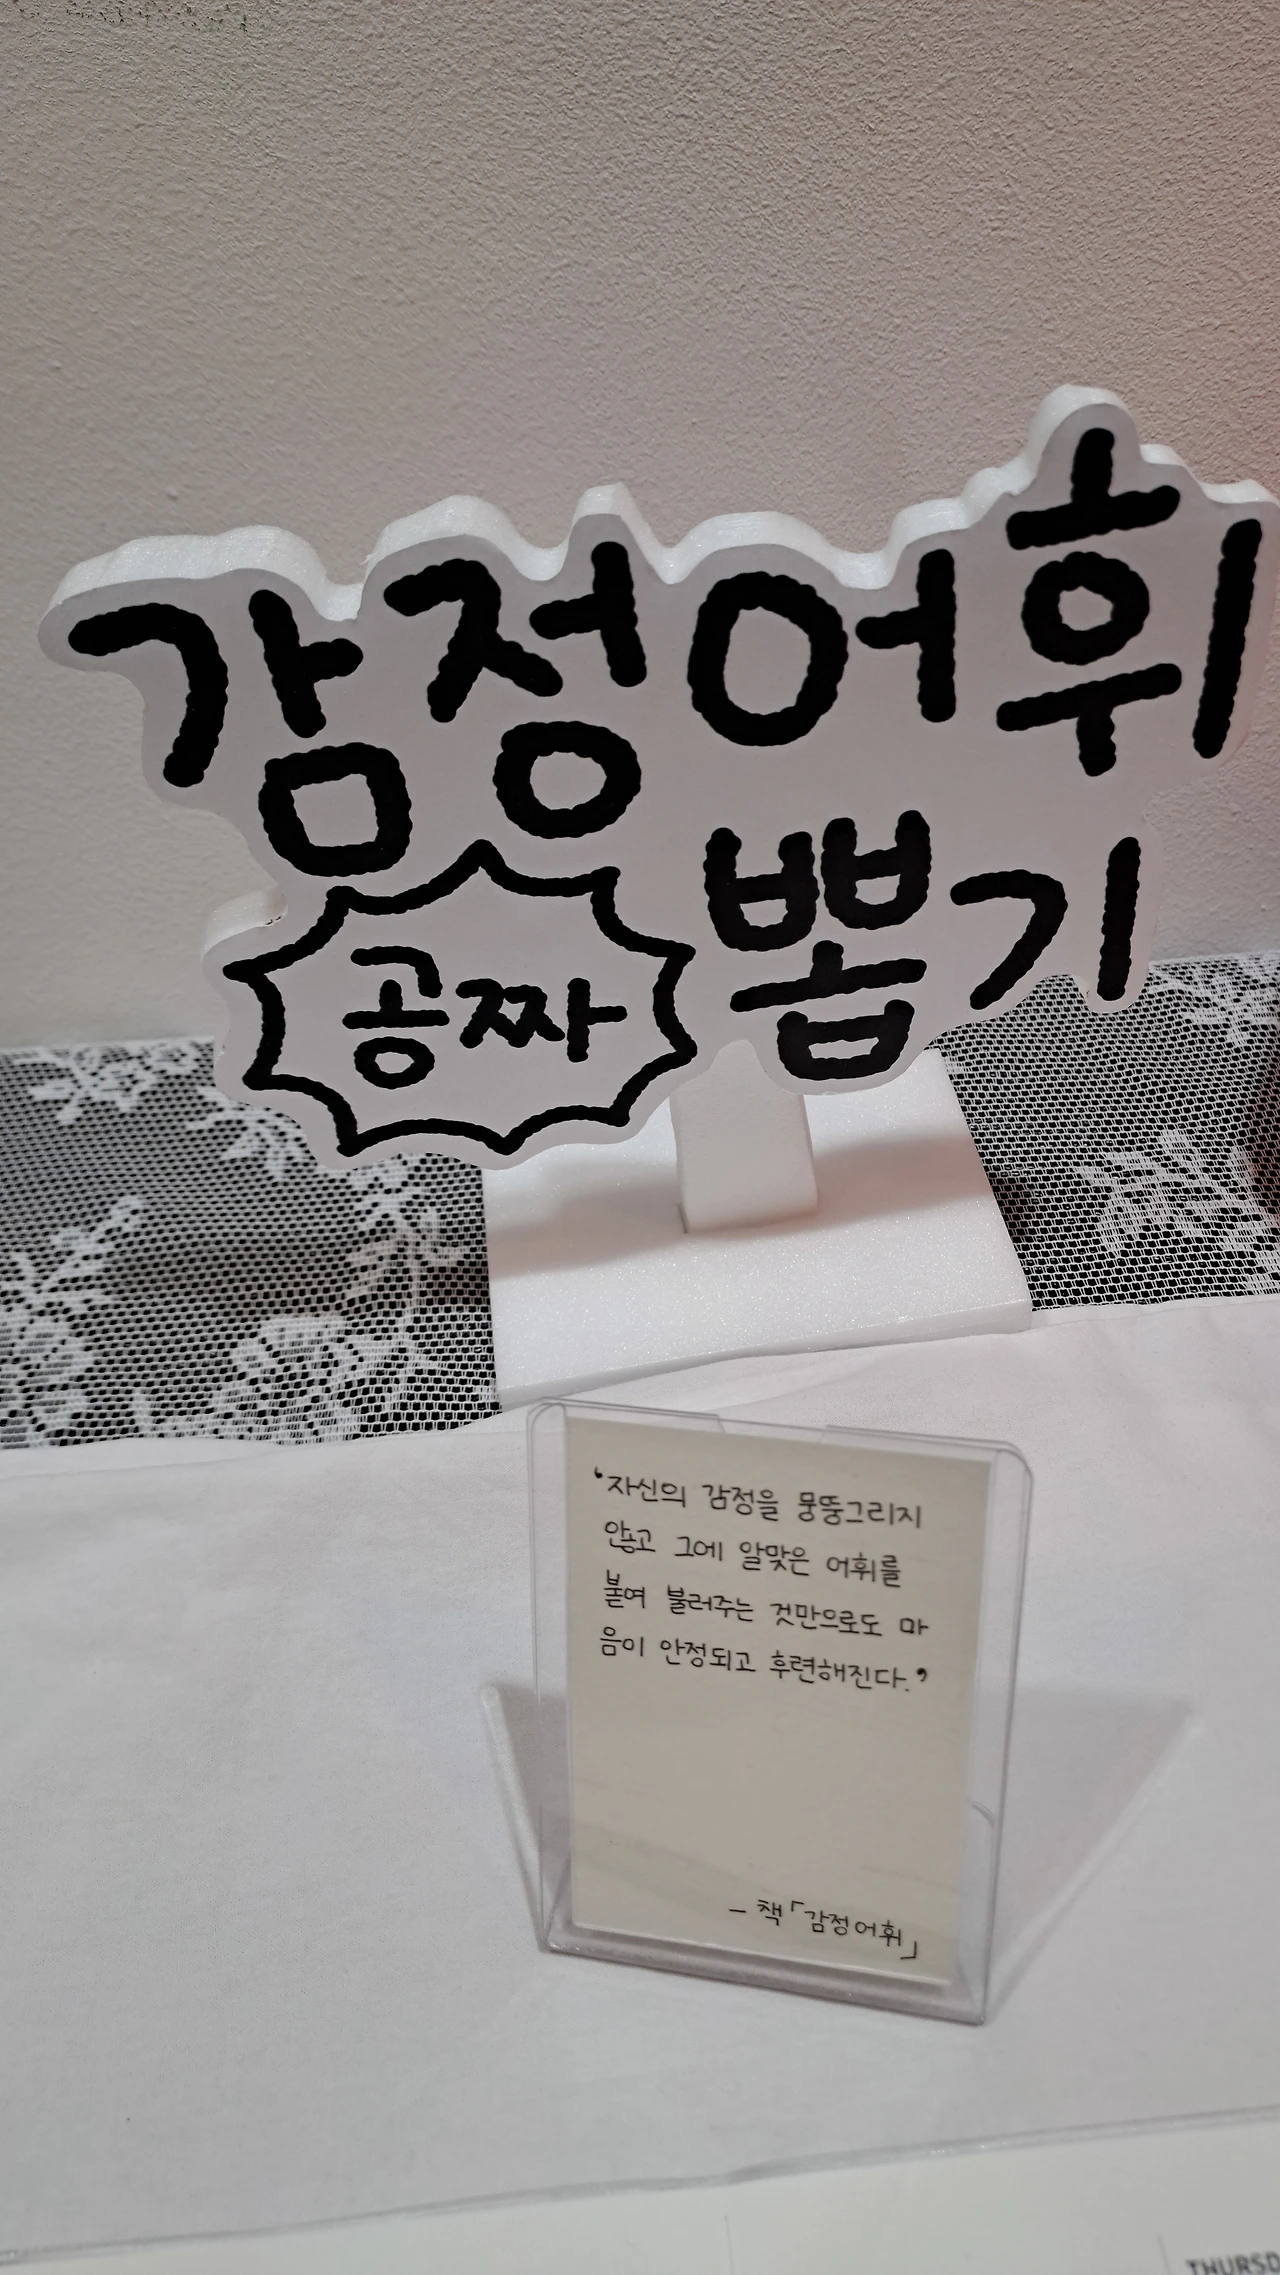 감정어휘
공짜 뽑기
'자신의 감정을 뭉뚱그리지
않고 그에 알맞은 어휘를
붙여 불러주는 것만으로도 마
음이 안정되고 후련해진다.'
- 책 「감정어휘」